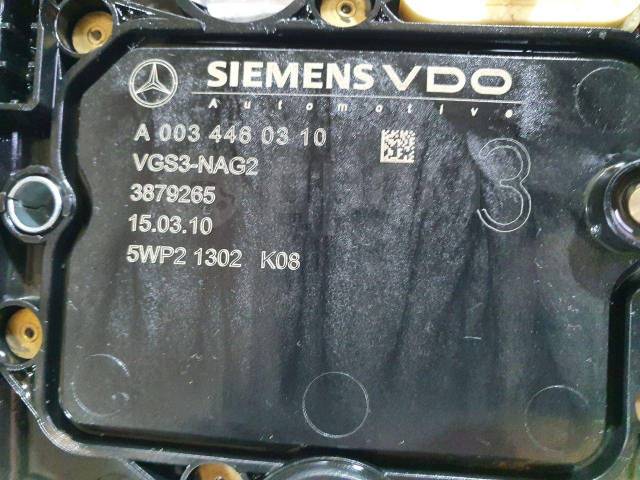 SIEMENS VDO
Automotive
A 003 446 03 10
VGS3-NAG2
3879265
15.03.10
5WP2 1302 K08
3